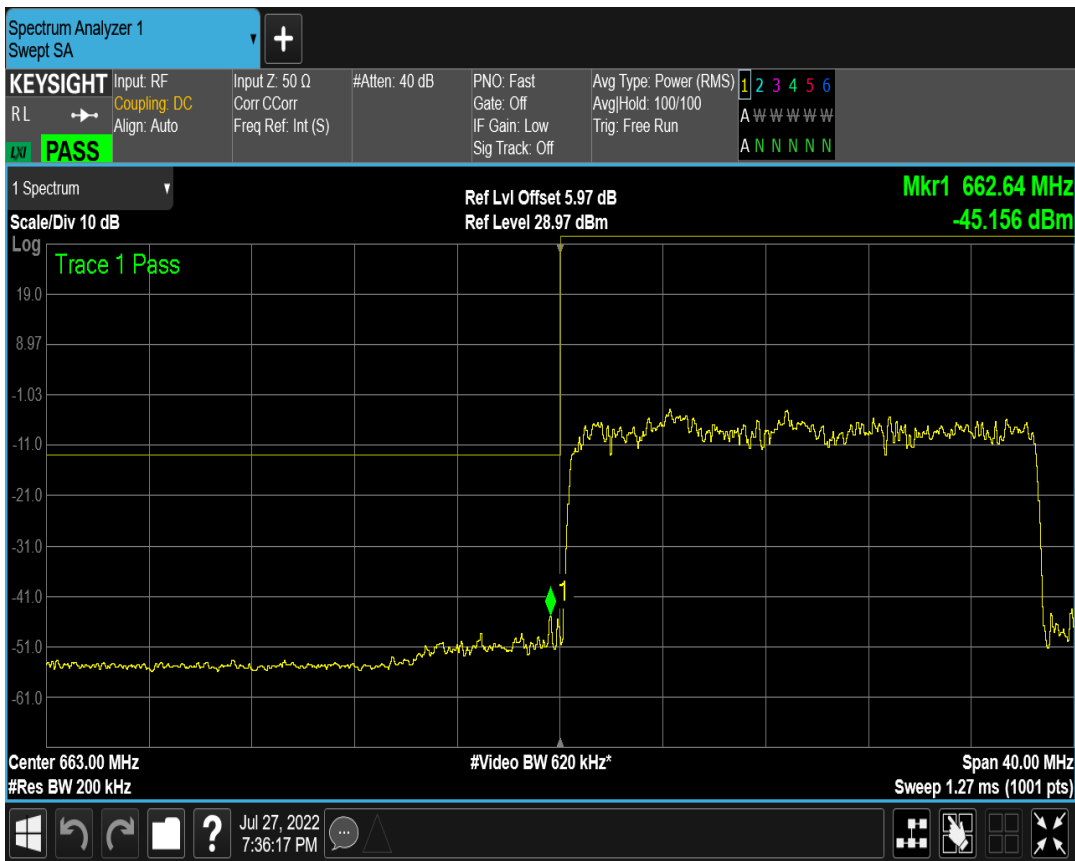 Spectrum Analyzer 1
Swept SA
KEYSIGHT
R L
LXI PASS
Input: RF
Coupling: DC
Align: Auto
Input Z: 50 Ω
Corr CCorr
Freq Ref: Int (S)
#Atten: 40 dB
PNO: Fast
Gate: Off
IF Gain: Low
Sig Track: Off
Avg Type: Power (RMS)
Avg|Hold: 100/100
Trig: Free Run
1 2 3 4 5 6
A W W W W W
A N N N N N
1 Spectrum
Scale/Div 10 dB
Ref Lvl Offset 5.97 dB
Ref Level 28.97 dBm
Mkr1 662.64 MHz
-45.156 dBm
Log
Trace 1 Pass
19.0
8.97
-1.03
-11.0
-21.0
-31.0
-41.0
1
-51.0
-61.0
Center 663.00 MHz
#Res BW 200 kHz
#Video BW 620 kHz*
Span 40.00 MHz
Sweep 1.27 ms (1001 pts)
?
Jul 27, 2022
7:36:17 PM